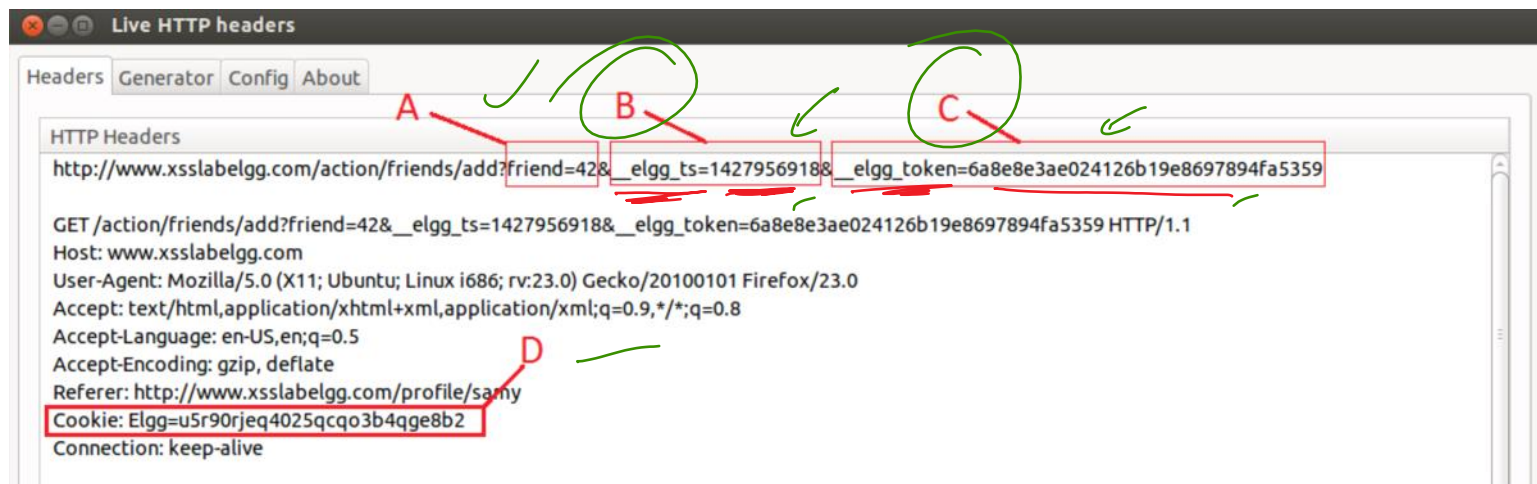 Live HTTP headers
Headers Generator Config About
A B C
HTTP Headers
http://www.xsslabelgg.com/action/friends/add?friend=42&__elgg_ts=1427956918&__elgg_token=6a8e8e3ae024126b19e8697894fa5359
GET /action/friends/add?friend=42&__elgg_ts=1427956918&__elgg_token=6a8e8e3ae024126b19e8697894fa5359 HTTP/1.1
Host: www.xsslabelgg.com
User-Agent: Mozilla/5.0 (X11; Ubuntu; Linux i686; rv:23.0) Gecko/20100101 Firefox/23.0
Accept: text/html,application/xhtml+xml,application/xml;q=0.9,*/*;q=0.8
Accept-Language: en-US,en;q=0.5
Accept-Encoding: gzip, deflate
D
Referer: http://www.xsslabelgg.com/profile/samy
Cookie: Elgg=u5r90rjeq4025qcqo3b4qge8b2
Connection: keep-alive